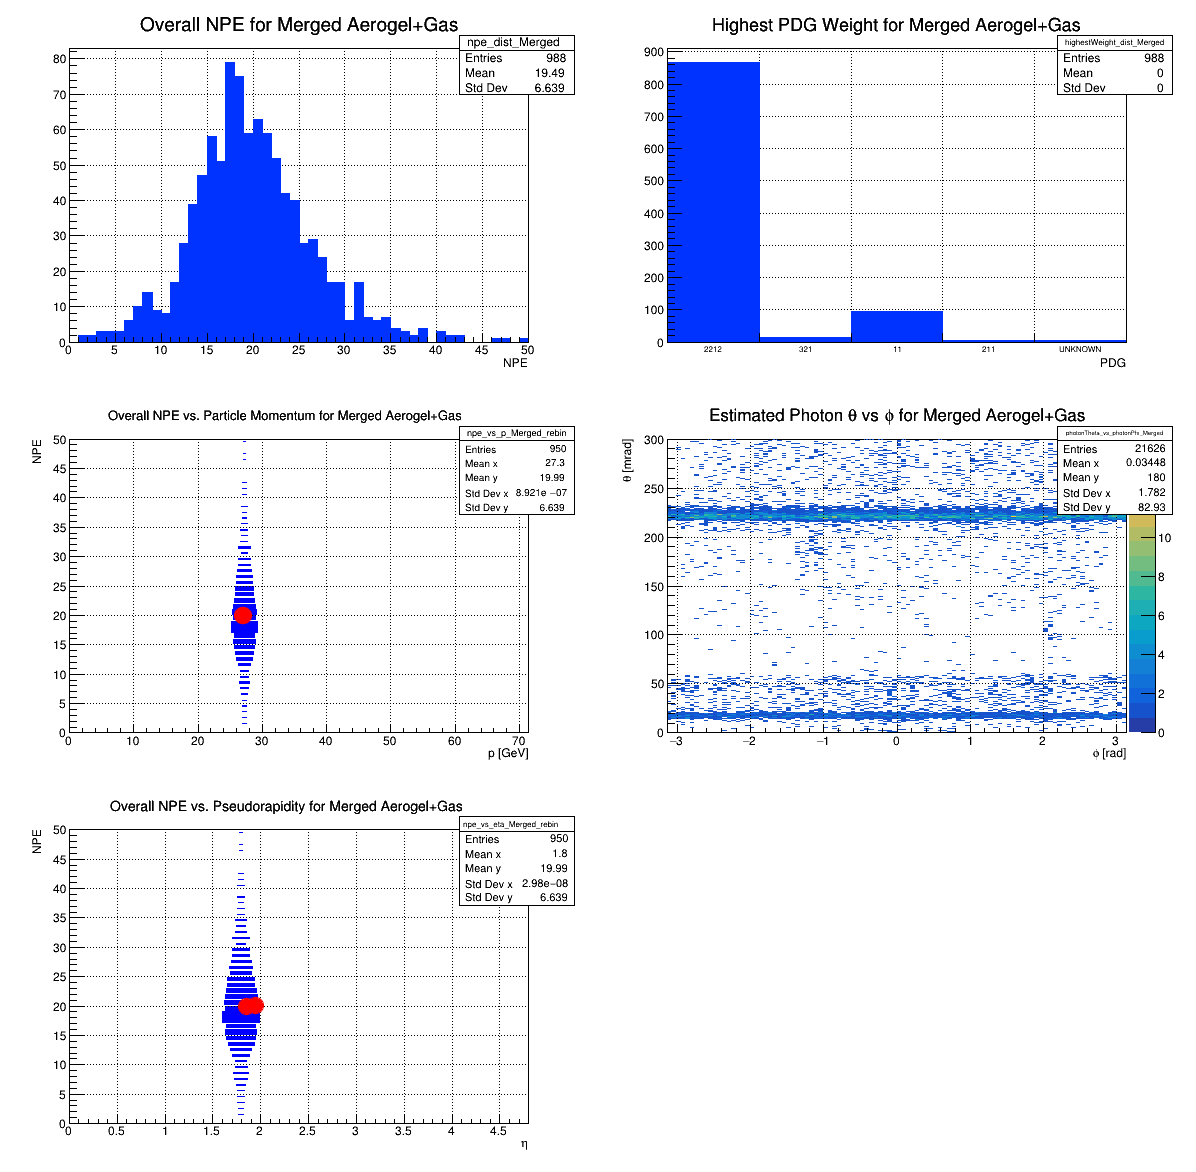 Overall NPE for Merged Aerogel+Gas
npe_dist_Merged
Entries 988
Mean 19.49
Std Dev 6.639
80
70
60
50
40
30
20
10
0
0 5 10 15 20 25 30 35 40 45 50
NPE
Highest PDG Weight for Merged Aerogel+Gas
highestWeight_dist_Merged
Entries 988
Mean 0
Std Dev 0
900
800
700
600
500
400
300
200
100
0
2212 321 11 211 UNKNOWN
PDG
Overall NPE vs. Particle Momentum for Merged Aerogel+Gas
npe_vs_p_Merged_rebin
Entries 950
Mean x 27.3
Mean y 19.99
Std Dev x 8.921e −07
Std Dev y 6.639
NPE
50
45
40
35
30
25
20
15
10
5
0
0 10 20 30 40 50 60 70
p [GeV]
Estimated Photon θ vs ϕ for Merged Aerogel+Gas
photonTheta_vs_photonPhi_Merged
Entries 21626
Mean x 0.03448
Mean y 180
Std Dev x 1.782
Std Dev y 82.93
θ [mrad]
300
250
200
150
100
50
0
−3 −2 −1 0 1 2 3
ϕ [rad]
10
8
6
4
2
0
Overall NPE vs. Pseudorapidity for Merged Aerogel+Gas
npe_vs_eta_Merged_rebin
Entries 950
Mean x 1.8
Mean y 19.99
Std Dev x 2.98e−08
Std Dev y 6.639
NPE
50
45
40
35
30
25
20
15
10
5
0
0 0.5 1 1.5 2 2.5 3 3.5 4 4.5
η